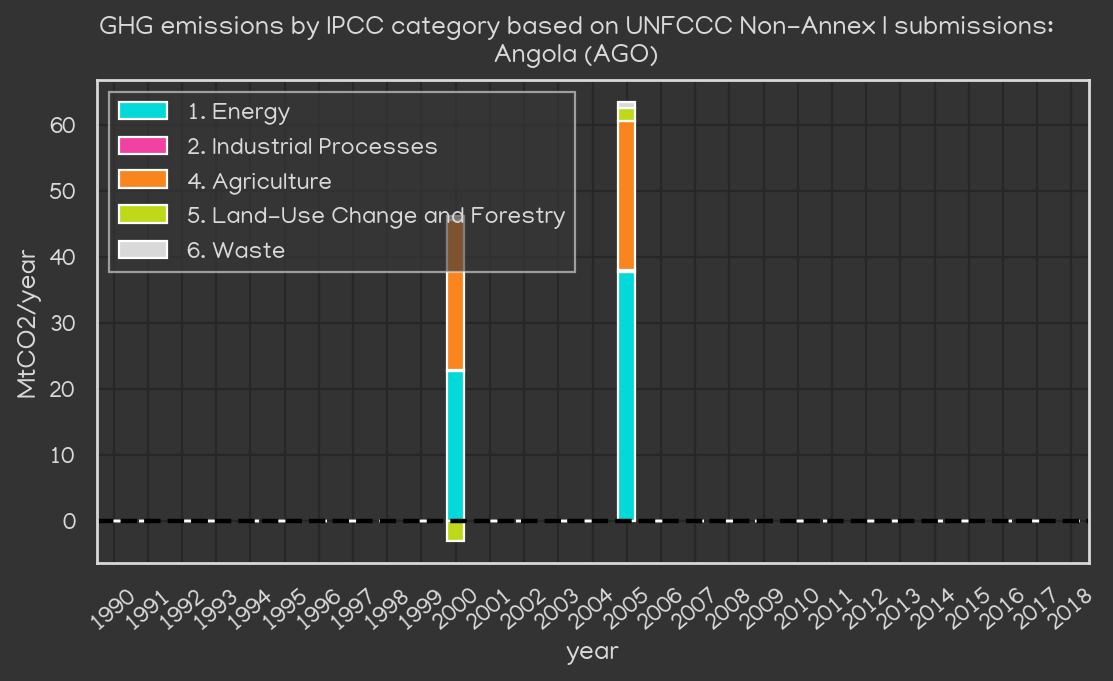 GHG emissions by IPCC category based on UNFCCC Non-Annex I submissions:
Angola (AGO)
1. Energy
2. Industrial Processes
4. Agriculture
5. Land-Use Change and Forestry
6. Waste
MtCO2/year
60
50
40
30
20
10
0
1990 1991 1992 1993 1994 1995 1996 1997 1998 1999 2000 2001 2002 2003 2004 2005 2006 2007 2008 2009 2010 2011 2012 2013 2014 2015 2016 2017 2018
year